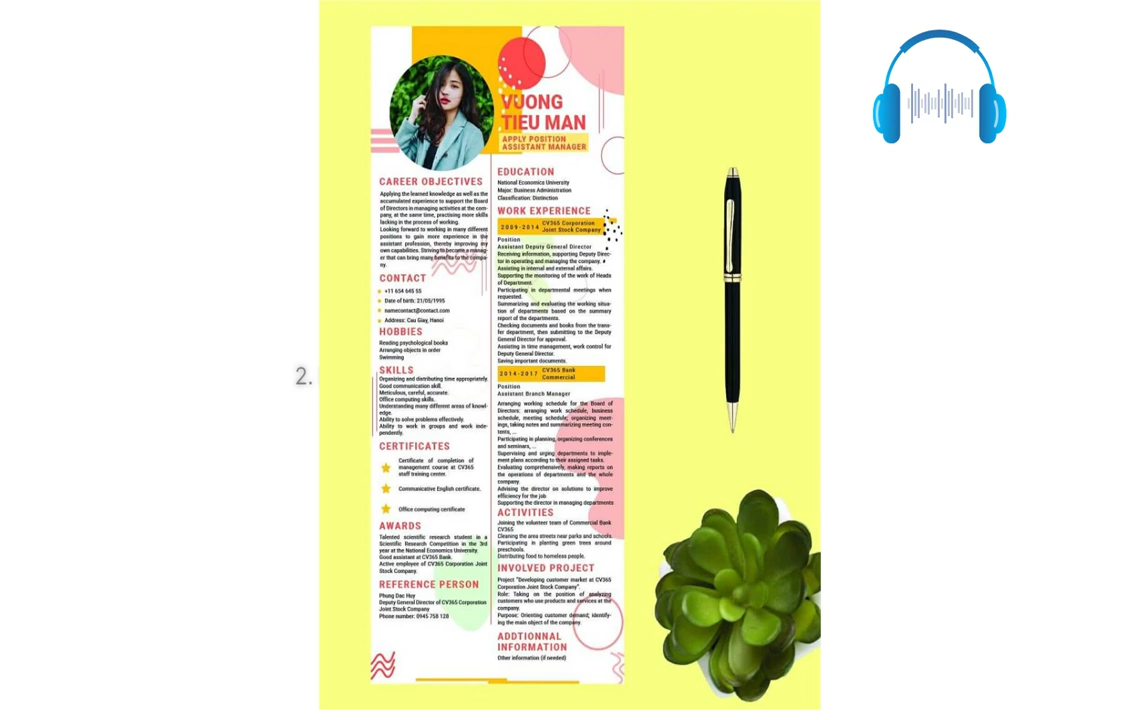 2.
VUONG
TIEU MAN
APPLY POSITION
ASSISTANT MANAGER
CAREER OBJECTIVES
Applying the learned knowledge as well as the
accumulated experience to support the Board
of Directors in managing activities at the com-
pany, at the same time, practising more skills
lacking in the process of working.
Looking forward to working in many different
positions to gain more experience in the
assistant profession, thereby improving my
own capabilities. Striving to become a manag-
er that can bring many benefits to the compa-
ny.
CONTACT
+11 654 645 55
Date of birth: 21/05/1995
namecontact@contact.com
Address: Cau Giay, Hanoi
HOBBIES
Reading psychological books
Arranging objects in order
Swimming
SKILLS
Organizing and distributing time appropriately.
Good communication skill.
Meticulous, careful, accurate.
Office computing skills.
Understanding many different areas of knowl-
edge.
Ability to solve problems effectively.
Ability to work in groups and work inde-
pendently.
CERTIFICATES
Certificate of completion of
management course at CV365
staff training center.
Communicative English certificate.
Office computing certificate
AWARDS
Talented scientific research student in a
Scientific Research Competition in the 3rd
year at the National Economics University.
Good assistant at CV365 Bank.
Active employee of CV365 Corporation Joint
Stock Company.
REFERENCE PERSON
Phung Dac Huy
Deputy General Director of CV365 Corporation
Joint Stock Company
Phone number: 0945 758 128
EDUCATION
National Economics University
Major: Business Administration
Classification: Distinction
WORK EXPERIENCE
2009-2014 CV365 Corporation
Joint Stock Company
Position
Assistant Deputy General Director
Receiving information, supporting Deputy Direc-
tor in operating and managing the company.
Assisting in internal and external affairs.
Supporting the monitoring of the work of Heads
of Department.
Participating in departmental meetings when
requested.
Summarizing and evaluating the working situa-
tion of departments based on the summary
report of the departments.
Checking documents and books from the trans-
fer department, then submitting to the Deputy
General Director for approval.
Assisting in time management, work control for
Deputy General Director.
Saving important documents.
2014-2017 CV365 Bank
Commercial
Position
Assistant Branch Manager
Arranging working schedule for the Board of
Directors: arranging work schedule, business
schedule, meeting schedule; organizing meet-
ings, taking notes and summarizing meeting con-
tents, ...
Participating in planning, organizing conferences
and seminars, ...
Supervising and urging departments to imple-
ment plans according to their assigned tasks.
Evaluating comprehensively, making reports on
the operations of departments and the whole
company.
Advising the director on solutions to improve
efficiency for the job
Supporting the director in managing departments
ACTIVITIES
Joining the volunteer team of Commercial Bank
CV365
Cleaning the area streets near parks and schools.
Participating in planting green trees around
preschools.
Distributing food to homeless people.
INVOLVED PROJECT
Project "Developing customer market at CV365
Corporation Joint Stock Company".
Role: Taking on the position of analyzing
customers who use products and services at the
company.
Purpose: Orienting customer demand; identify-
ing the main object of the company.
ADDTIONNAL
INFORMATION
Other information (if needed)